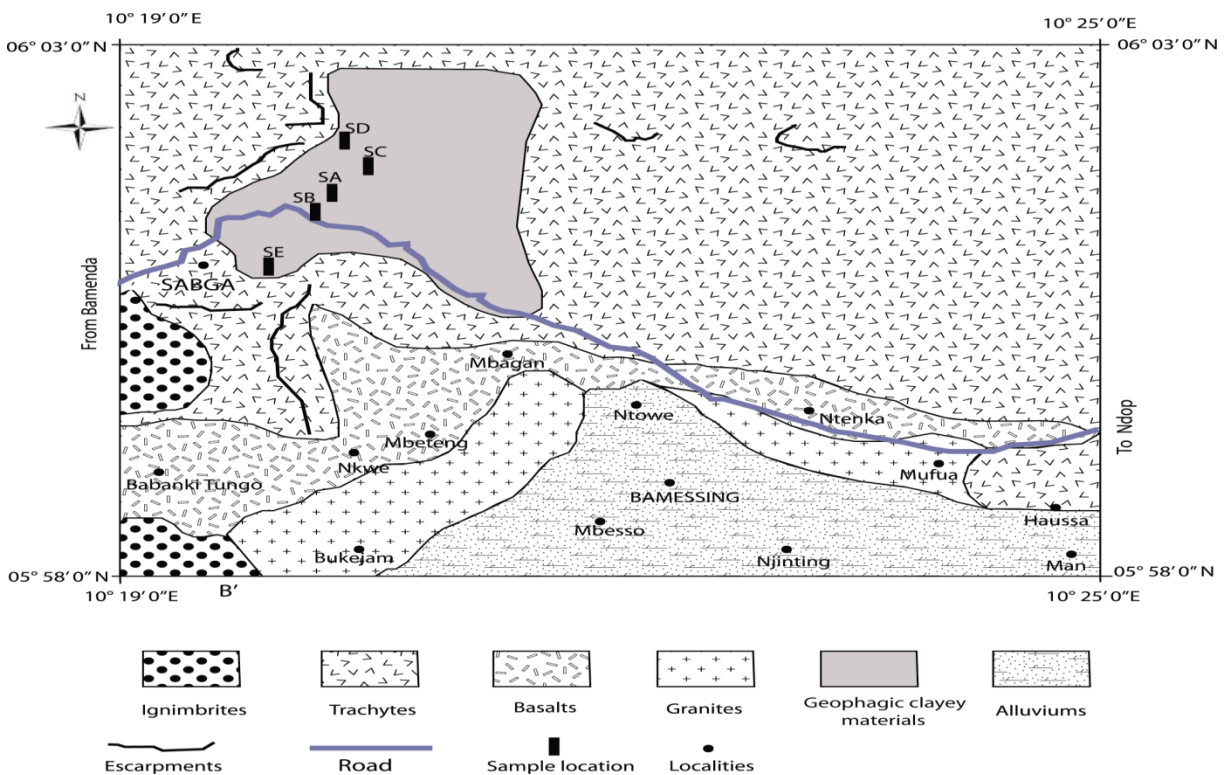 10° 19′ 0″E
10° 25′ 0″E
06° 03′ 0″ N
06° 03′ 0″ N
Z
SD
SC
SA
SB
SE
SABGA
From Bamenda
Mbagan
Ntowe
Ntenka
To Ndop
Mbeteng
Nkwe
Mufua
Babanki Tungo
BAMESSING
Haussa
Mbesso
Bukejam
Njinting
Man
05° 58′ 0″ N
05° 58′ 0″ N
10° 19′ 0″E
B′
10° 25′ 0″E
Ignimbrites
Trachytes
Basalts
Granites
Geophagic clayey
materials
Alluviums
Escarpments
Road
Sample location
Localities